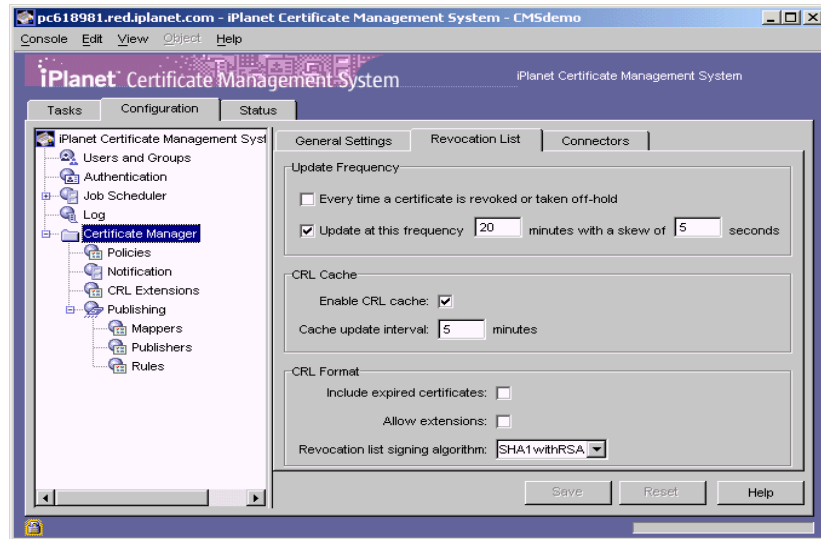 pc618981.red.iplanet.com - iPlanet Certificate Management System - CMSdemo
Console Edit View Object Help
iPlanet Certificate Management System
iPlanet Certificate Management System
Tasks Configuration Status
iPlanet Certificate Management Syst
Users and Groups
Authentication
Job Scheduler
Log
Certificate Manager
Policies
Notification
CRL Extensions
Publishing
Mappers
Publishers
Rules
General Settings Revocation List Connectors
Update Frequency
Every time a certificate is revoked or taken off-hold
Update at this frequency 20 minutes with a skew of 5 seconds
CRL Cache
Enable CRL cache:
Cache update interval: 5 minutes
CRL Format
Include expired certificates:
Allow extensions:
Revocation list signing algorithm: SHA1withRSA
Save Reset Help